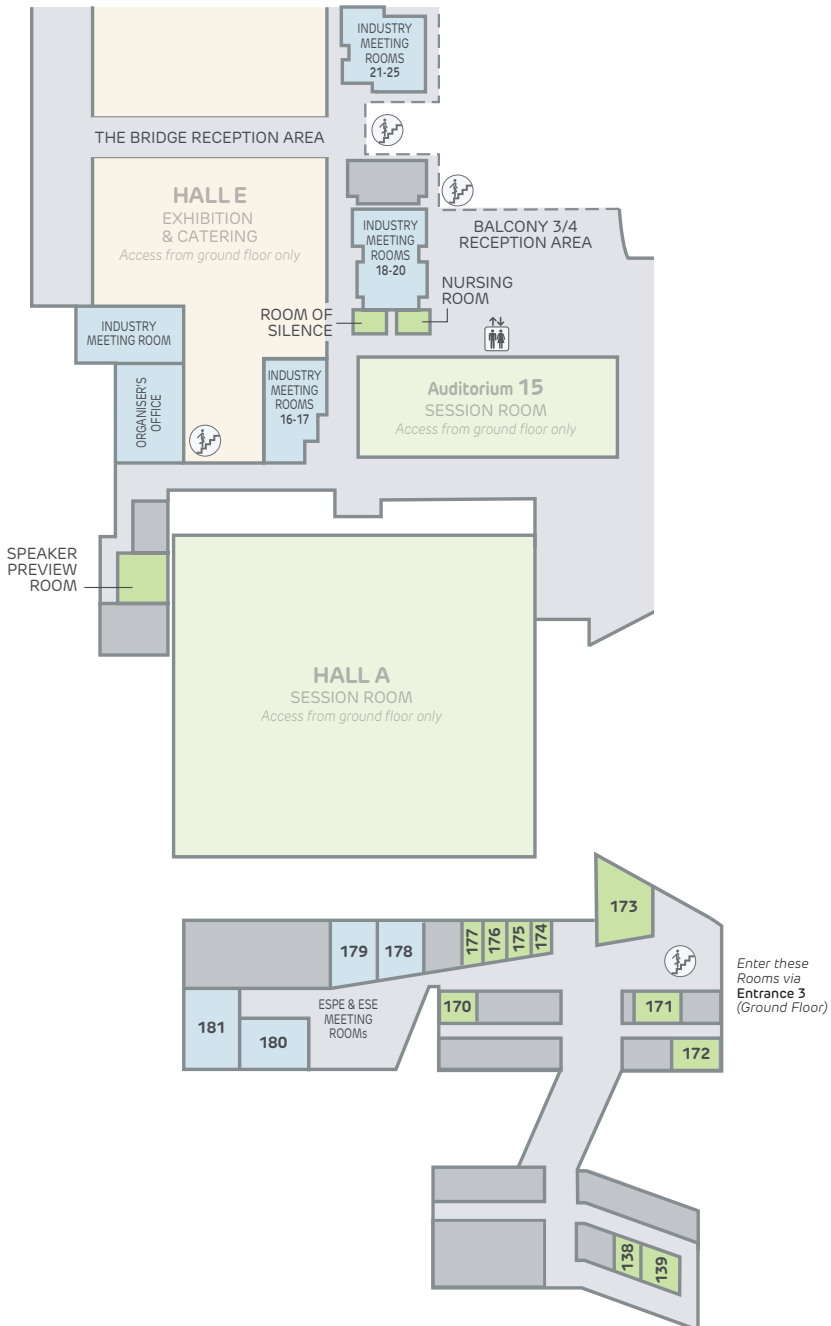 INDUSTRY
MEETING
ROOMS
21-25
THE BRIDGE RECEPTION AREA
HALL E
EXHIBITION
& CATERING
Access from ground floor only
INDUSTRY
MEETING
ROOMS
18-20
BALCONY 3/4
RECEPTION AREA
NURSING
ROOM
ROOM OF
SILENCE
INDUSTRY
MEETING ROOM
ORGANISER'S
OFFICE
INDUSTRY
MEETING
ROOMS
16-17
Auditorium 15
SESSION ROOM
Access from ground floor only
SPEAKER
PREVIEW
ROOM
HALL A
SESSION ROOM
Access from ground floor only
173
179
178
177
176
175
174
Enter these
Rooms via
Entrance 3
(Ground Floor)
181
180
ESPE & ESE
MEETING
ROOMs
170
171
172
138
139